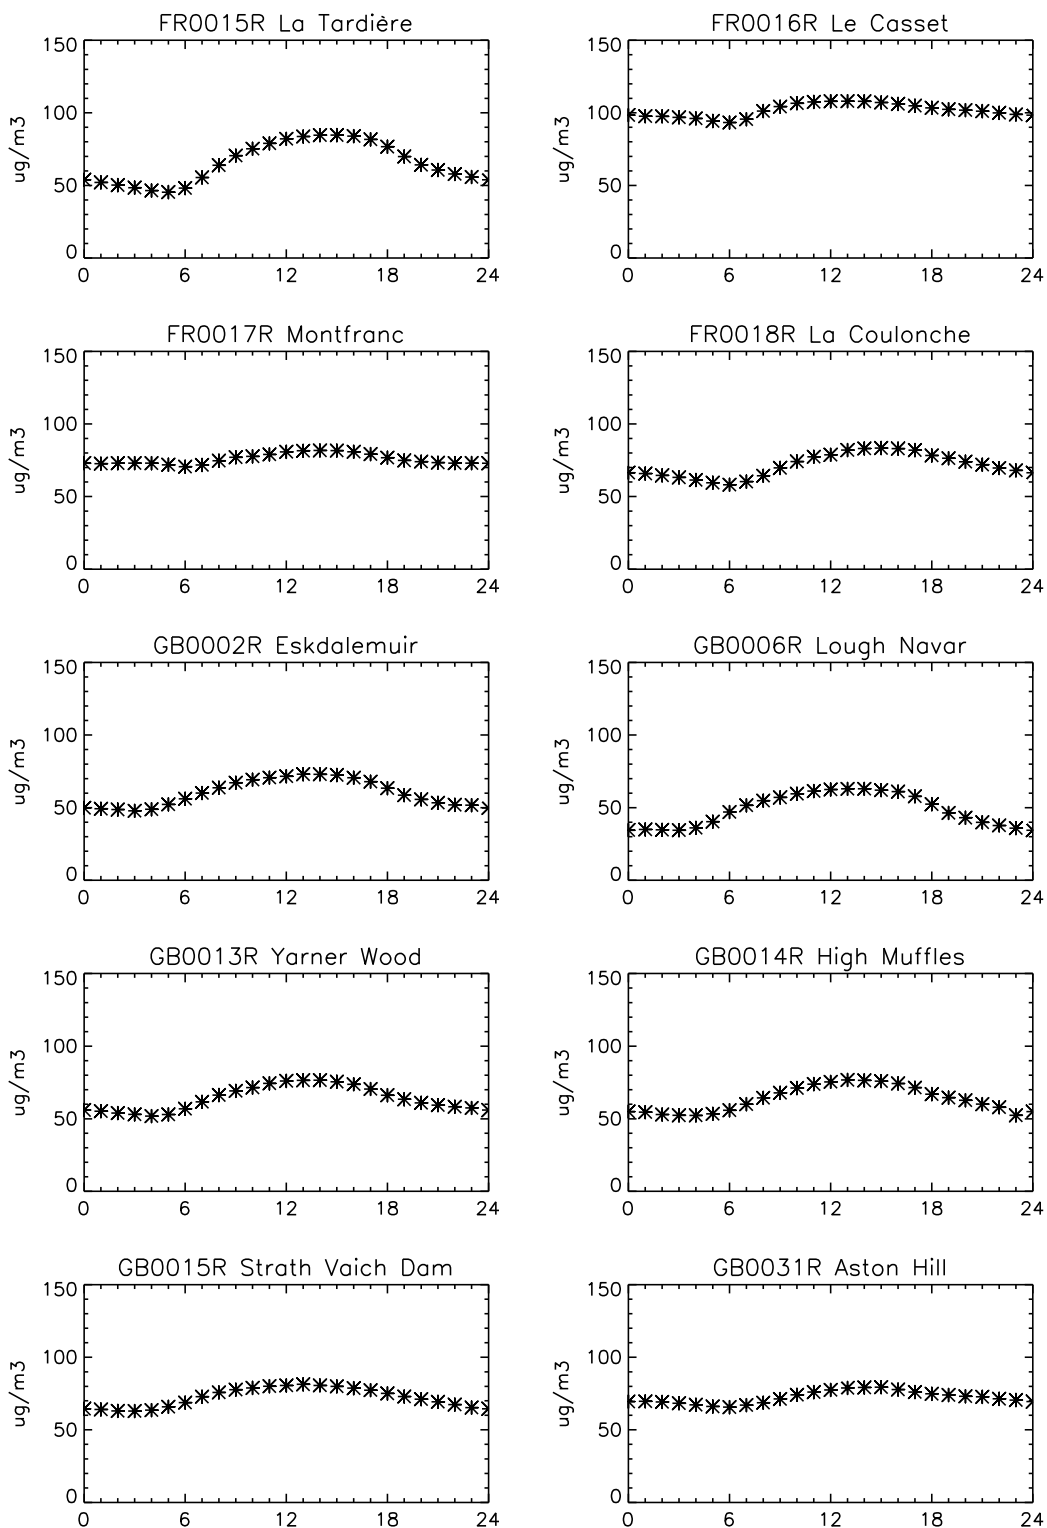 FR0015R La Tardière
150
100
50
0
ug/m3
0 6 12 18 24
FR0016R Le Casset
150
100
50
0
ug/m3
0 6 12 18 24
FR0017R Montfranc
150
100
50
0
ug/m3
0 6 12 18 24
FR0018R La Coulonche
150
100
50
0
ug/m3
0 6 12 18 24
GB0002R Eskdalemuir
150
100
50
0
ug/m3
0 6 12 18 24
GB0006R Lough Navar
150
100
50
0
ug/m3
0 6 12 18 24
GB0013R Yarner Wood
150
100
50
0
ug/m3
0 6 12 18 24
GB0014R High Muffles
150
100
50
0
ug/m3
0 6 12 18 24
GB0015R Strath Vaich Dam
150
100
50
0
ug/m3
0 6 12 18 24
GB0031R Aston Hill
150
100
50
0
ug/m3
0 6 12 18 24